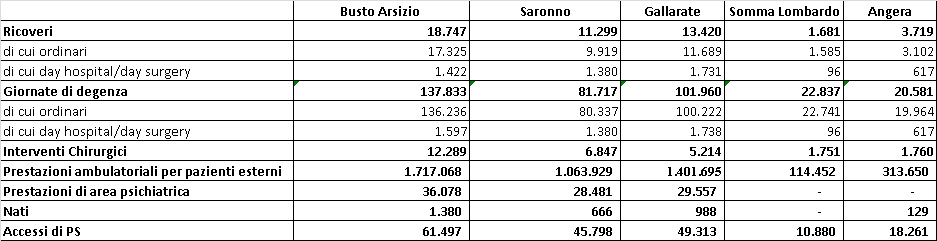 Busto Arsizio Saronno Gallarate Somma Lombardo Angera
Ricoveri 18.747 11.299 13.420 1.681 3.719
di cui ordinari 17.325 9.919 11.689 1.585 3.102
di cui day hospital/day surgery 1.422 1.380 1.731 96 617
Giornate di degenza 137.833 81.717 101.960 22.837 20.581
di cui ordinari 136.236 80.337 100.222 22.741 19.964
di cui day hospital/day surgery 1.597 1.380 1.738 96 617
Interventi Chirurgici 12.289 6.847 5.214 1.751 1.760
Prestazioni ambulatoriali per pazienti esterni 1.717.068 1.063.929 1.401.695 114.452 313.650
Prestazioni di area psichiatrica 36.078 28.481 29.557 - -
Nati 1.380 666 988 - 129
Accessi di PS 61.497 45.798 49.313 10.880 18.261